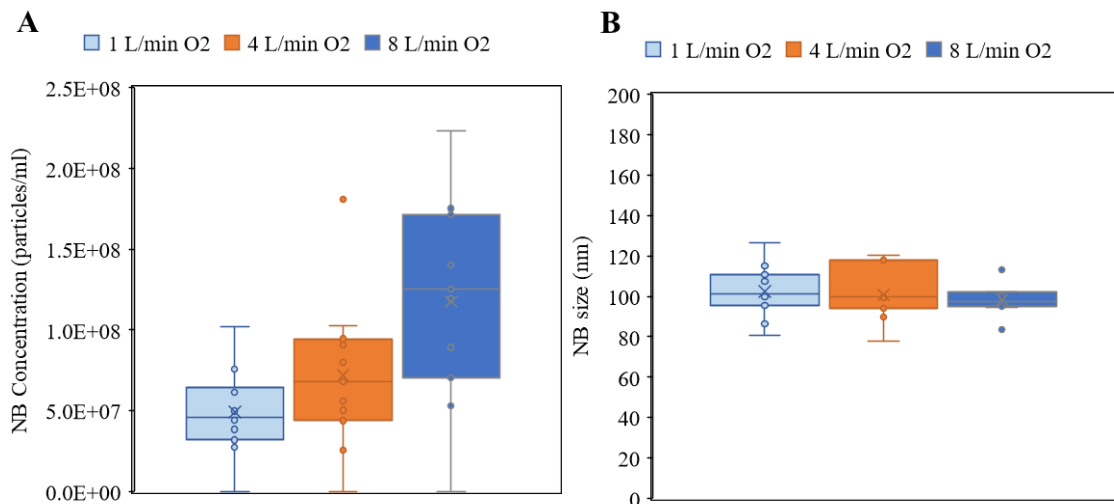 A
1 L/min O2 4 L/min O2 8 L/min O2
NB Concentration (particles/ml)
2.5E+08
2.0E+08
1.5E+08
1.0E+08
5.0E+07
0.0E+00
B
1 L/min O2 4 L/min O2 8 L/min O2
NB size (nm)
200
180
160
140
120
100
80
60
40
20
0